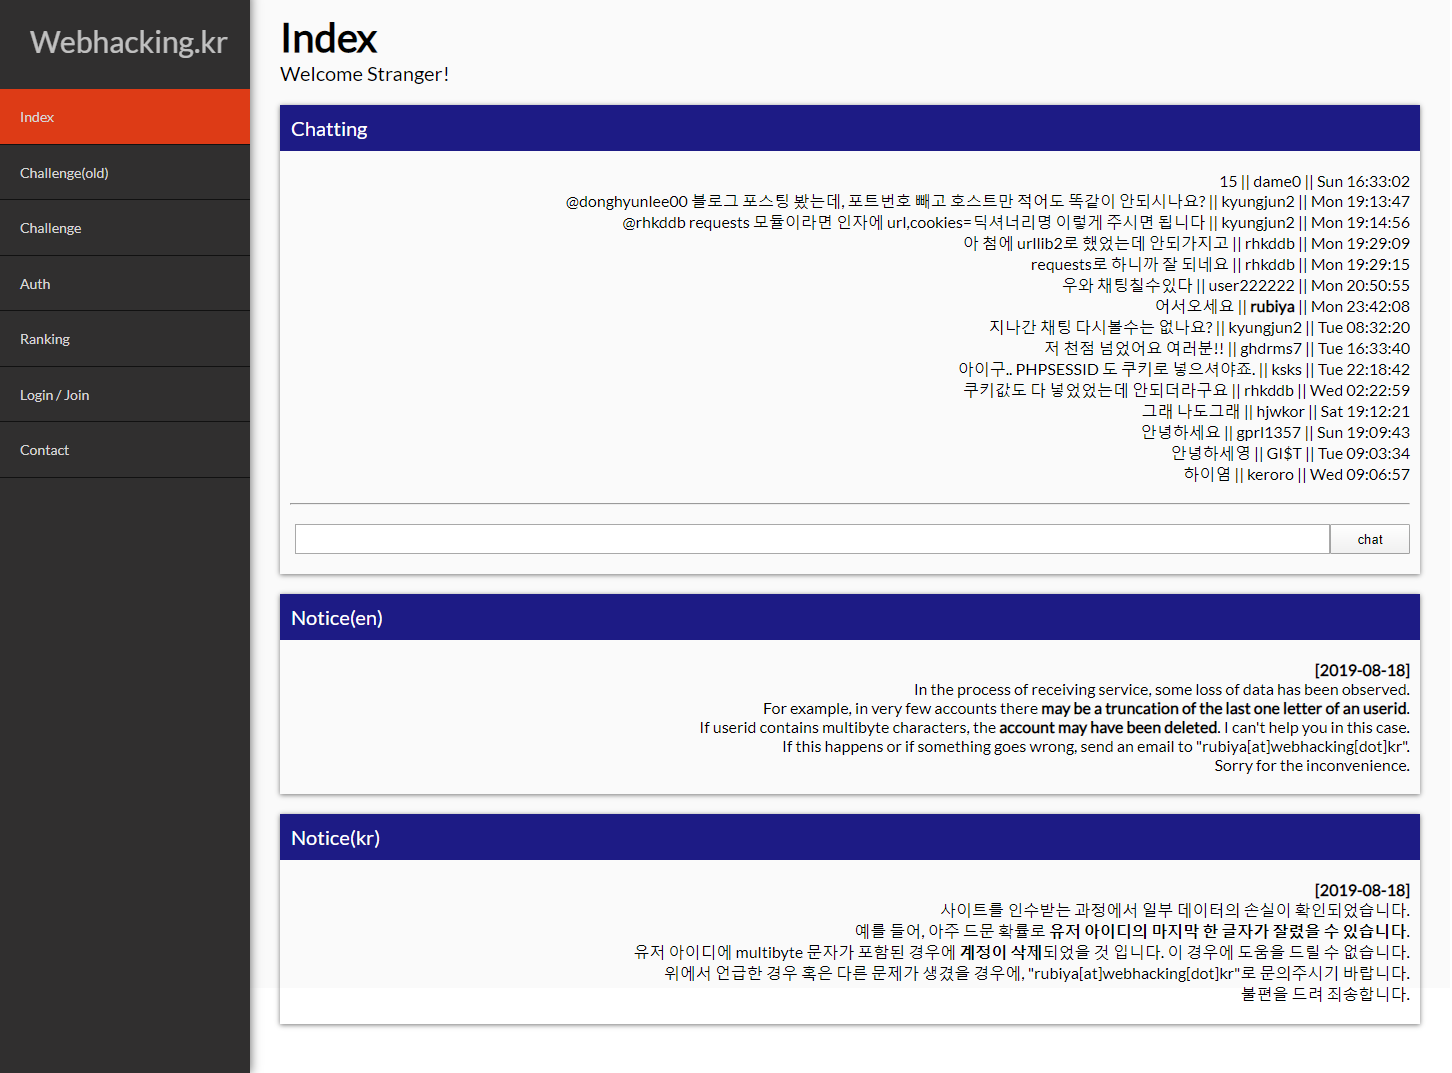 Webhacking.kr
Index
Challenge(old)
Challenge
Auth
Ranking
Login / Join
Contact
Index
Welcome Stranger!
Chatting
15 || dame0 || Sun 16:33:02
@donghyunlee00 블로그 포스팅 봤는데, 포트번호 빼고 호스트만 적어도 똑같이 안되시나요? || kyungjun2 || Mon 19:13:47
@rhkddb requests 모듈이라면 인자에 url,cookies=딕셔너리명 이렇게 주시면 됩니다 || kyungjun2 || Mon 19:14:56
아 첨에 urllib2로 했었는데 안되가지고 || rhkddb || Mon 19:29:09
requests로 하니까 잘 되네요 || rhkddb || Mon 19:29:15
우와 채팅칠수있다 || user222222 || Mon 20:50:55
어서오세요 || rubiya || Mon 23:42:08
지나간 채팅 다시볼수는 없나요? || kyungjun2 || Tue 08:32:20
저 천점 넘었어요 여러분!! || ghdrms7 || Tue 16:33:40
아이구.. PHPSESSID 도 쿠키로 넣으셔야죠. || ksks || Tue 22:18:42
쿠키값도 다 넣었었는데 안되더라구요 || rhkddb || Wed 02:22:59
그래 나도그래 || hjwkor || Sat 19:12:21
안녕하세요 || gprl1357 || Sun 19:09:43
안녕하세영 || GI$T || Tue 09:03:34
하이염 || keroro || Wed 09:06:57
chat
Notice(en)
[2019-08-18]
In the process of receiving service, some loss of data has been observed.
For example, in very few accounts there may be a truncation of the last one letter of an userid.
If userid contains multibyte characters, the account may have been deleted. I can't help you in this case.
If this happens or if something goes wrong, send an email to "rubiya[at]webhacking[dot]kr".
Sorry for the inconvenience.
Notice(kr)
[2019-08-18]
사이트를 인수받는 과정에서 일부 데이터의 손실이 확인되었습니다.
예를 들어, 아주 드문 확률로 유저 아이디의 마지막 한 글자가 잘렸을 수 있습니다.
유저 아이디에 multibyte 문자가 포함된 경우에 계정이 삭제되었을 것 입니다. 이 경우에 도움을 드릴 수 없습니다.
위에서 언급한 경우 혹은 다른 문제가 생겼을 경우에, "rubiya[at]webhacking[dot]kr"로 문의주시기 바랍니다.
불편을 드려 죄송합니다.